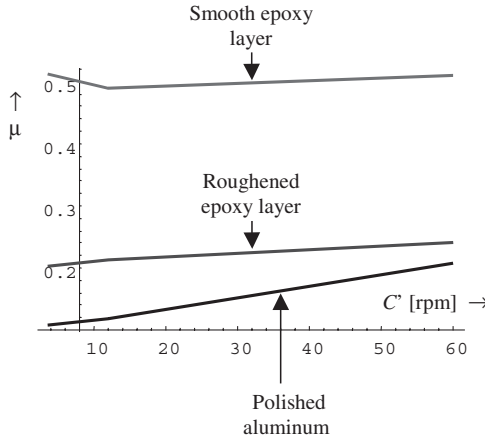 Smooth epoxy
layer
↑
μ
0.5
0.4
0.3
0.2
Roughened
epoxy layer
C' [rpm] →
10 20 30 40 50 60
Polished
aluminum